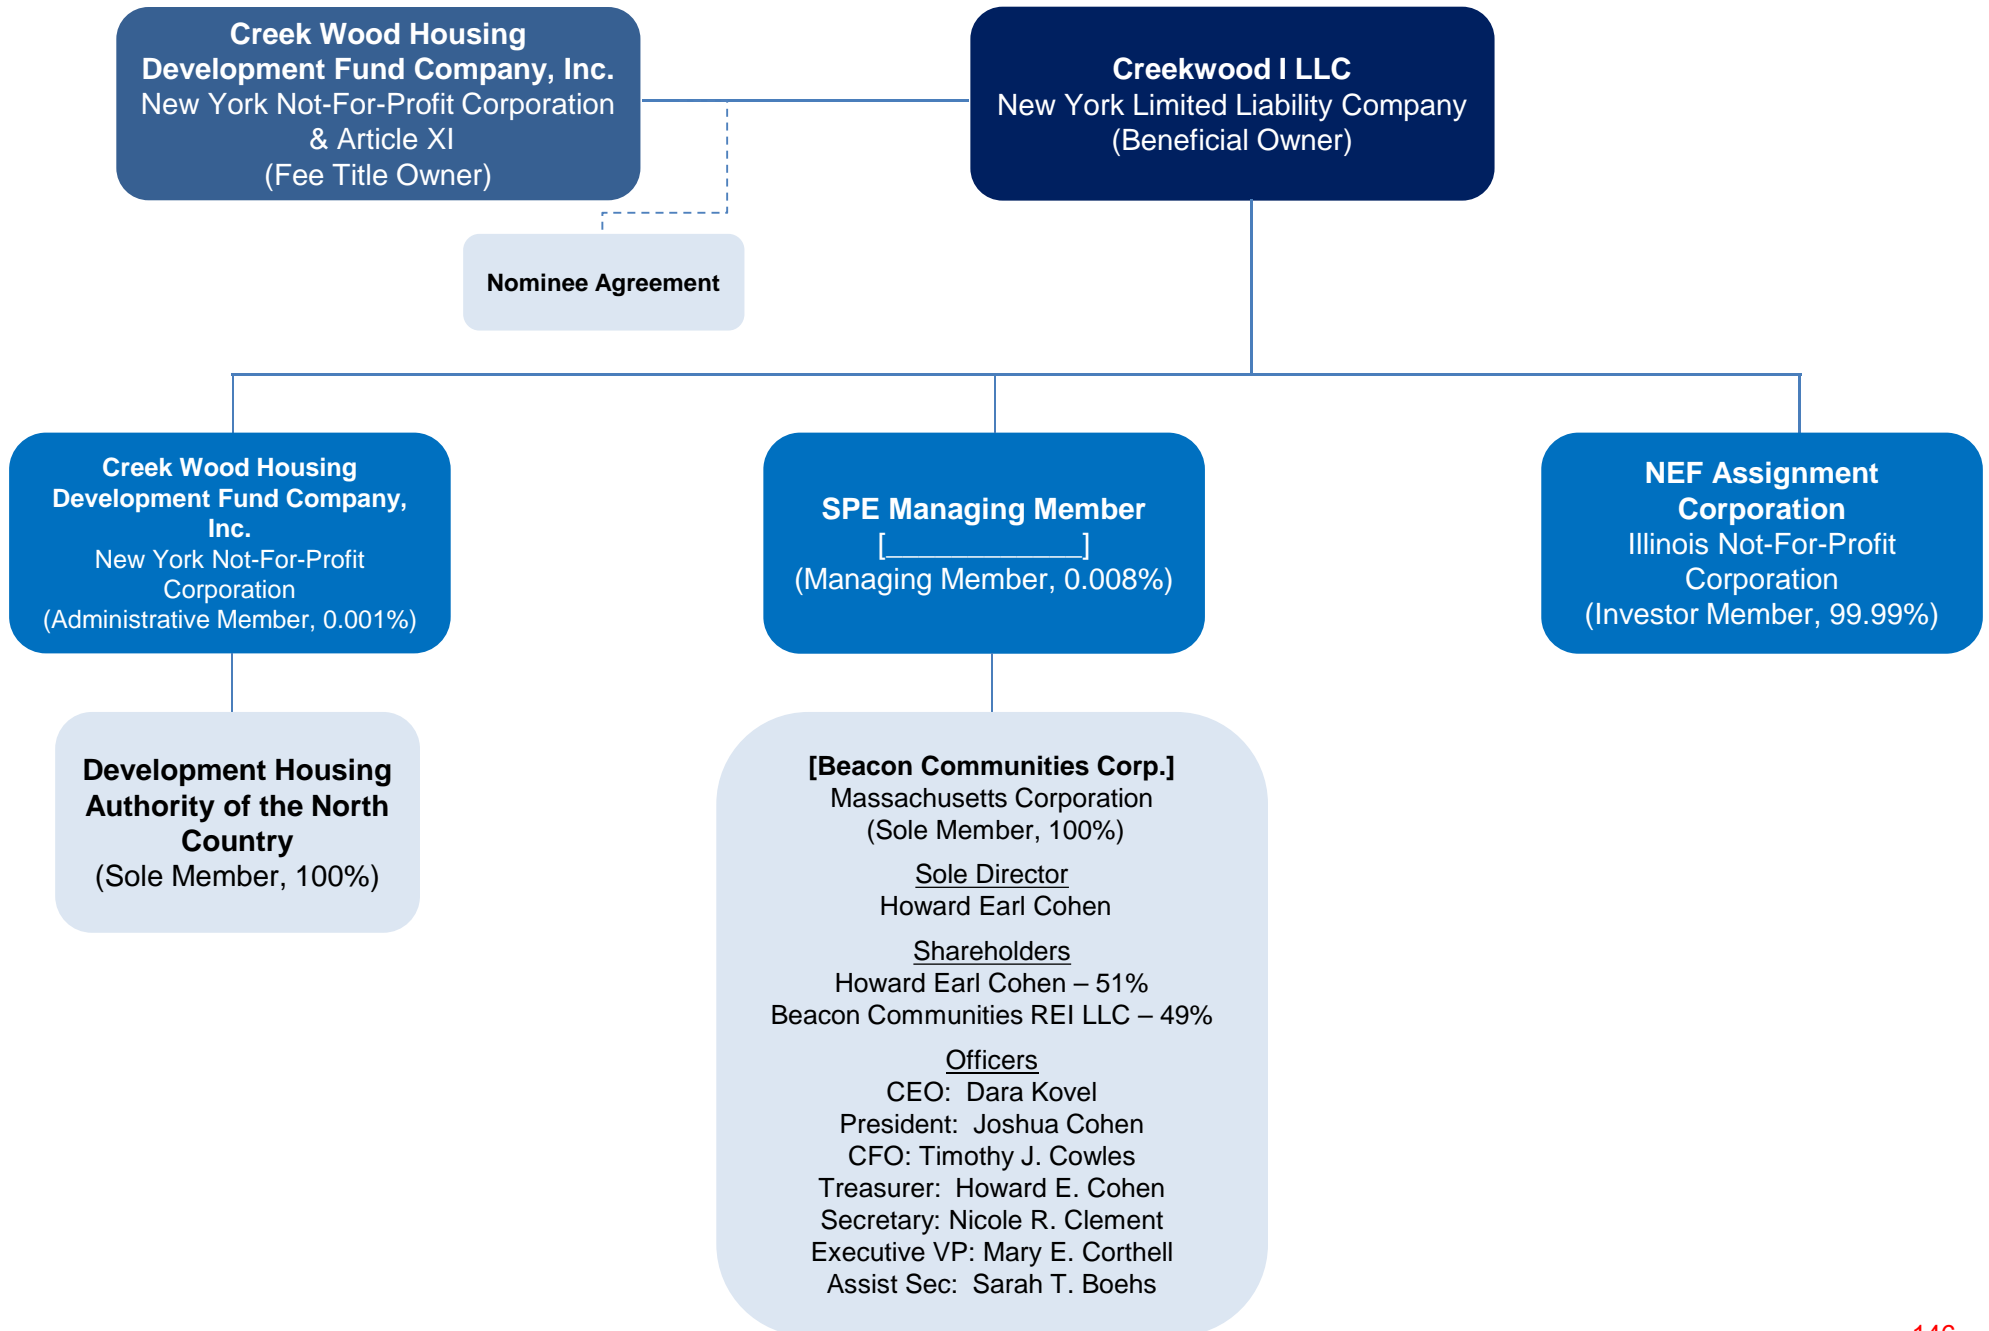 Creek Wood Housing
Development Fund Company, Inc.
New York Not-For-Profit Corporation
& Article XI
(Fee Title Owner)
Creekwood I LLC
New York Limited Liability Company
(Beneficial Owner)
Nominee Agreement
Creek Wood Housing
Development Fund Company,
Inc.
New York Not-For-Profit
Corporation
(Administrative Member, 0.001%)
SPE Managing Member
[_____________]
(Managing Member, 0.008%)
NEF Assignment
Corporation
Illinois Not-For-Profit
Corporation
(Investor Member, 99.99%)
Development Housing
Authority of the North
Country
(Sole Member, 100%)
[Beacon Communities Corp.]
Massachusetts Corporation
(Sole Member, 100%)
Sole Director
Howard Earl Cohen
Shareholders
Howard Earl Cohen – 51%
Beacon Communities REI LLC – 49%
Officers
CEO:  Dara Kovel
President:  Joshua Cohen
CFO: Timothy J. Cowles
Treasurer:  Howard E. Cohen
Secretary: Nicole R. Clement
Executive VP: Mary E. Corthell
Assist Sec:  Sarah T. Boehs